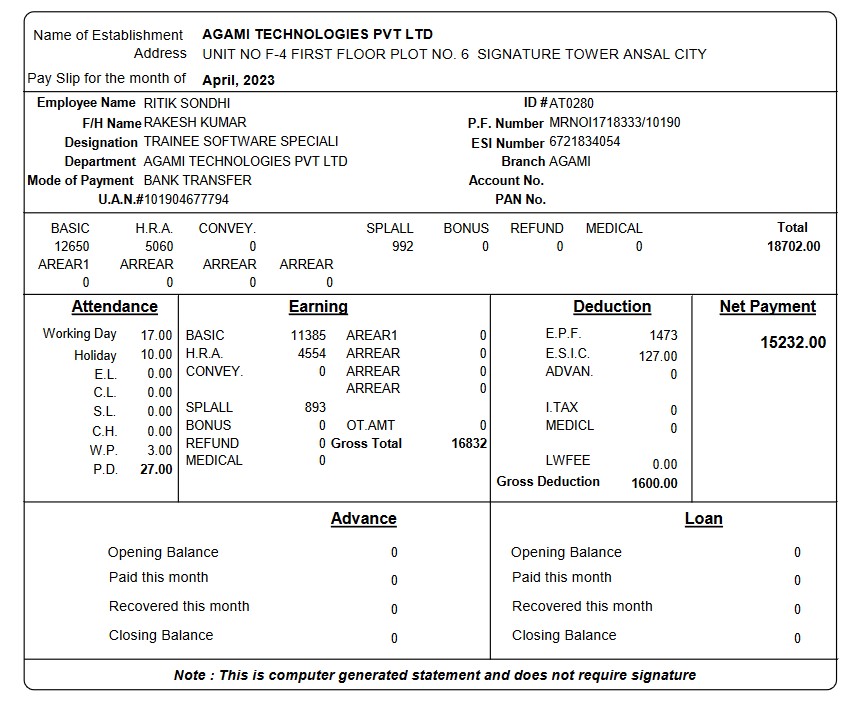 Name of Establishment AGAMI TECHNOLOGIES PVT LTD
Address UNIT NO F-4 FIRST FLOOR PLOT NO. 6 SIGNATURE TOWER ANSAL CITY
Pay Slip for the month of April, 2023
Employee Name RITIK SONDHI ID # AT0280
F/H Name RAKESH KUMAR P.F. Number MRNOI1718333/10190
Designation TRAINEE SOFTWARE SPECIALI ESI Number 6721834054
Department AGAMI TECHNOLOGIES PVT LTD Branch AGAMI
Mode of Payment BANK TRANSFER Account No.
U.A.N.# 101904677794 PAN No.
BASIC H.R.A. CONVEY. SPLALL BONUS REFUND MEDICAL Total
12650 5060 0 992 0 0 0 18702.00
AREAR1 ARREAR ARREAR ARREAR
0 0 0 0
Attendance Earning Deduction Net Payment
Working Day 17.00 BASIC 11385 AREAR1 0 E.P.F. 1473 15232.00
Holiday 10.00 H.R.A. 4554 ARREAR 0 E.S.I.C. 127.00
E.L. 0.00 CONVEY. 0 ARREAR 0 ADVAN. 0
C.L. 0.00 ARREAR 0
S.L. 0.00 SPLALL 893 I.TAX 0
C.H. 0.00 BONUS 0 OT.AMT 0 MEDICL 0
W.P. 3.00 REFUND 0 Gross Total 16832
P.D. 27.00 MEDICAL 0 LWFEE 0.00
Gross Deduction 1600.00
Advance Loan
Opening Balance 0 Opening Balance 0
Paid this month 0 Paid this month 0
Recovered this month 0 Recovered this month 0
Closing Balance 0 Closing Balance 0
Note : This is computer generated statement and does not require signature